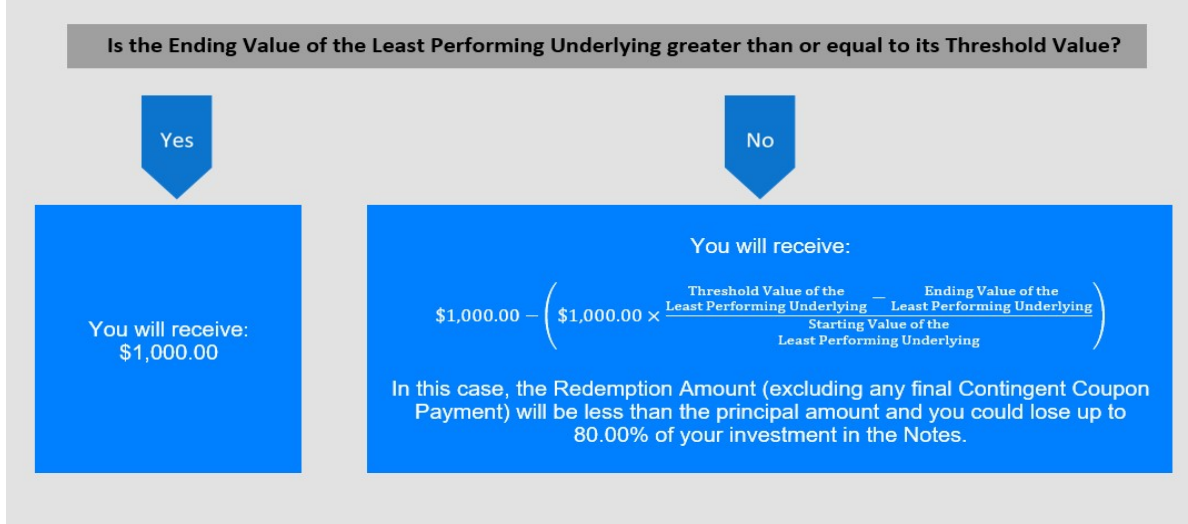 Is the Ending Value of the Least Performing Underlying greater than or equal to its Threshold Value?
Yes
No
You will receive:
$1,000.00
You will receive:
$1,000.00 − ($1,000.00 × (Threshold Value of the Least Performing Underlying − Ending Value of the Least Performing Underlying) / Starting Value of the Least Performing Underlying)
In this case, the Redemption Amount (excluding any final Contingent Coupon
Payment) will be less than the principal amount and you could lose up to
80.00% of your investment in the Notes.